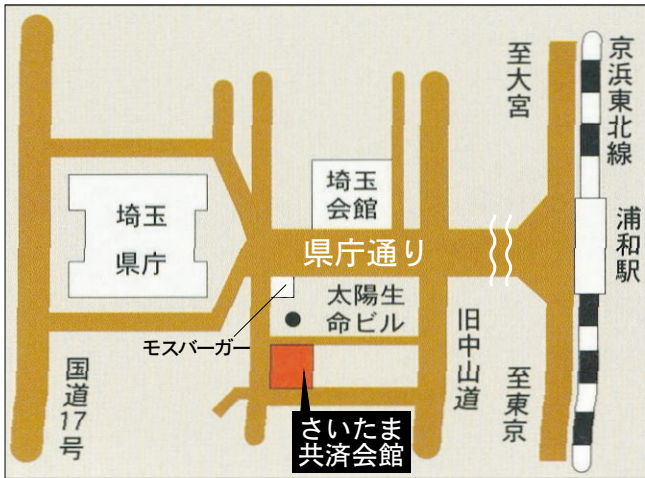 京浜東北線
至大宮
浦和駅
至東京
埼玉
会館
埼玉
県庁
県庁通り
太陽生
命ビル
モスバーガー
旧中山道
国道17号
さいたま
共済会館